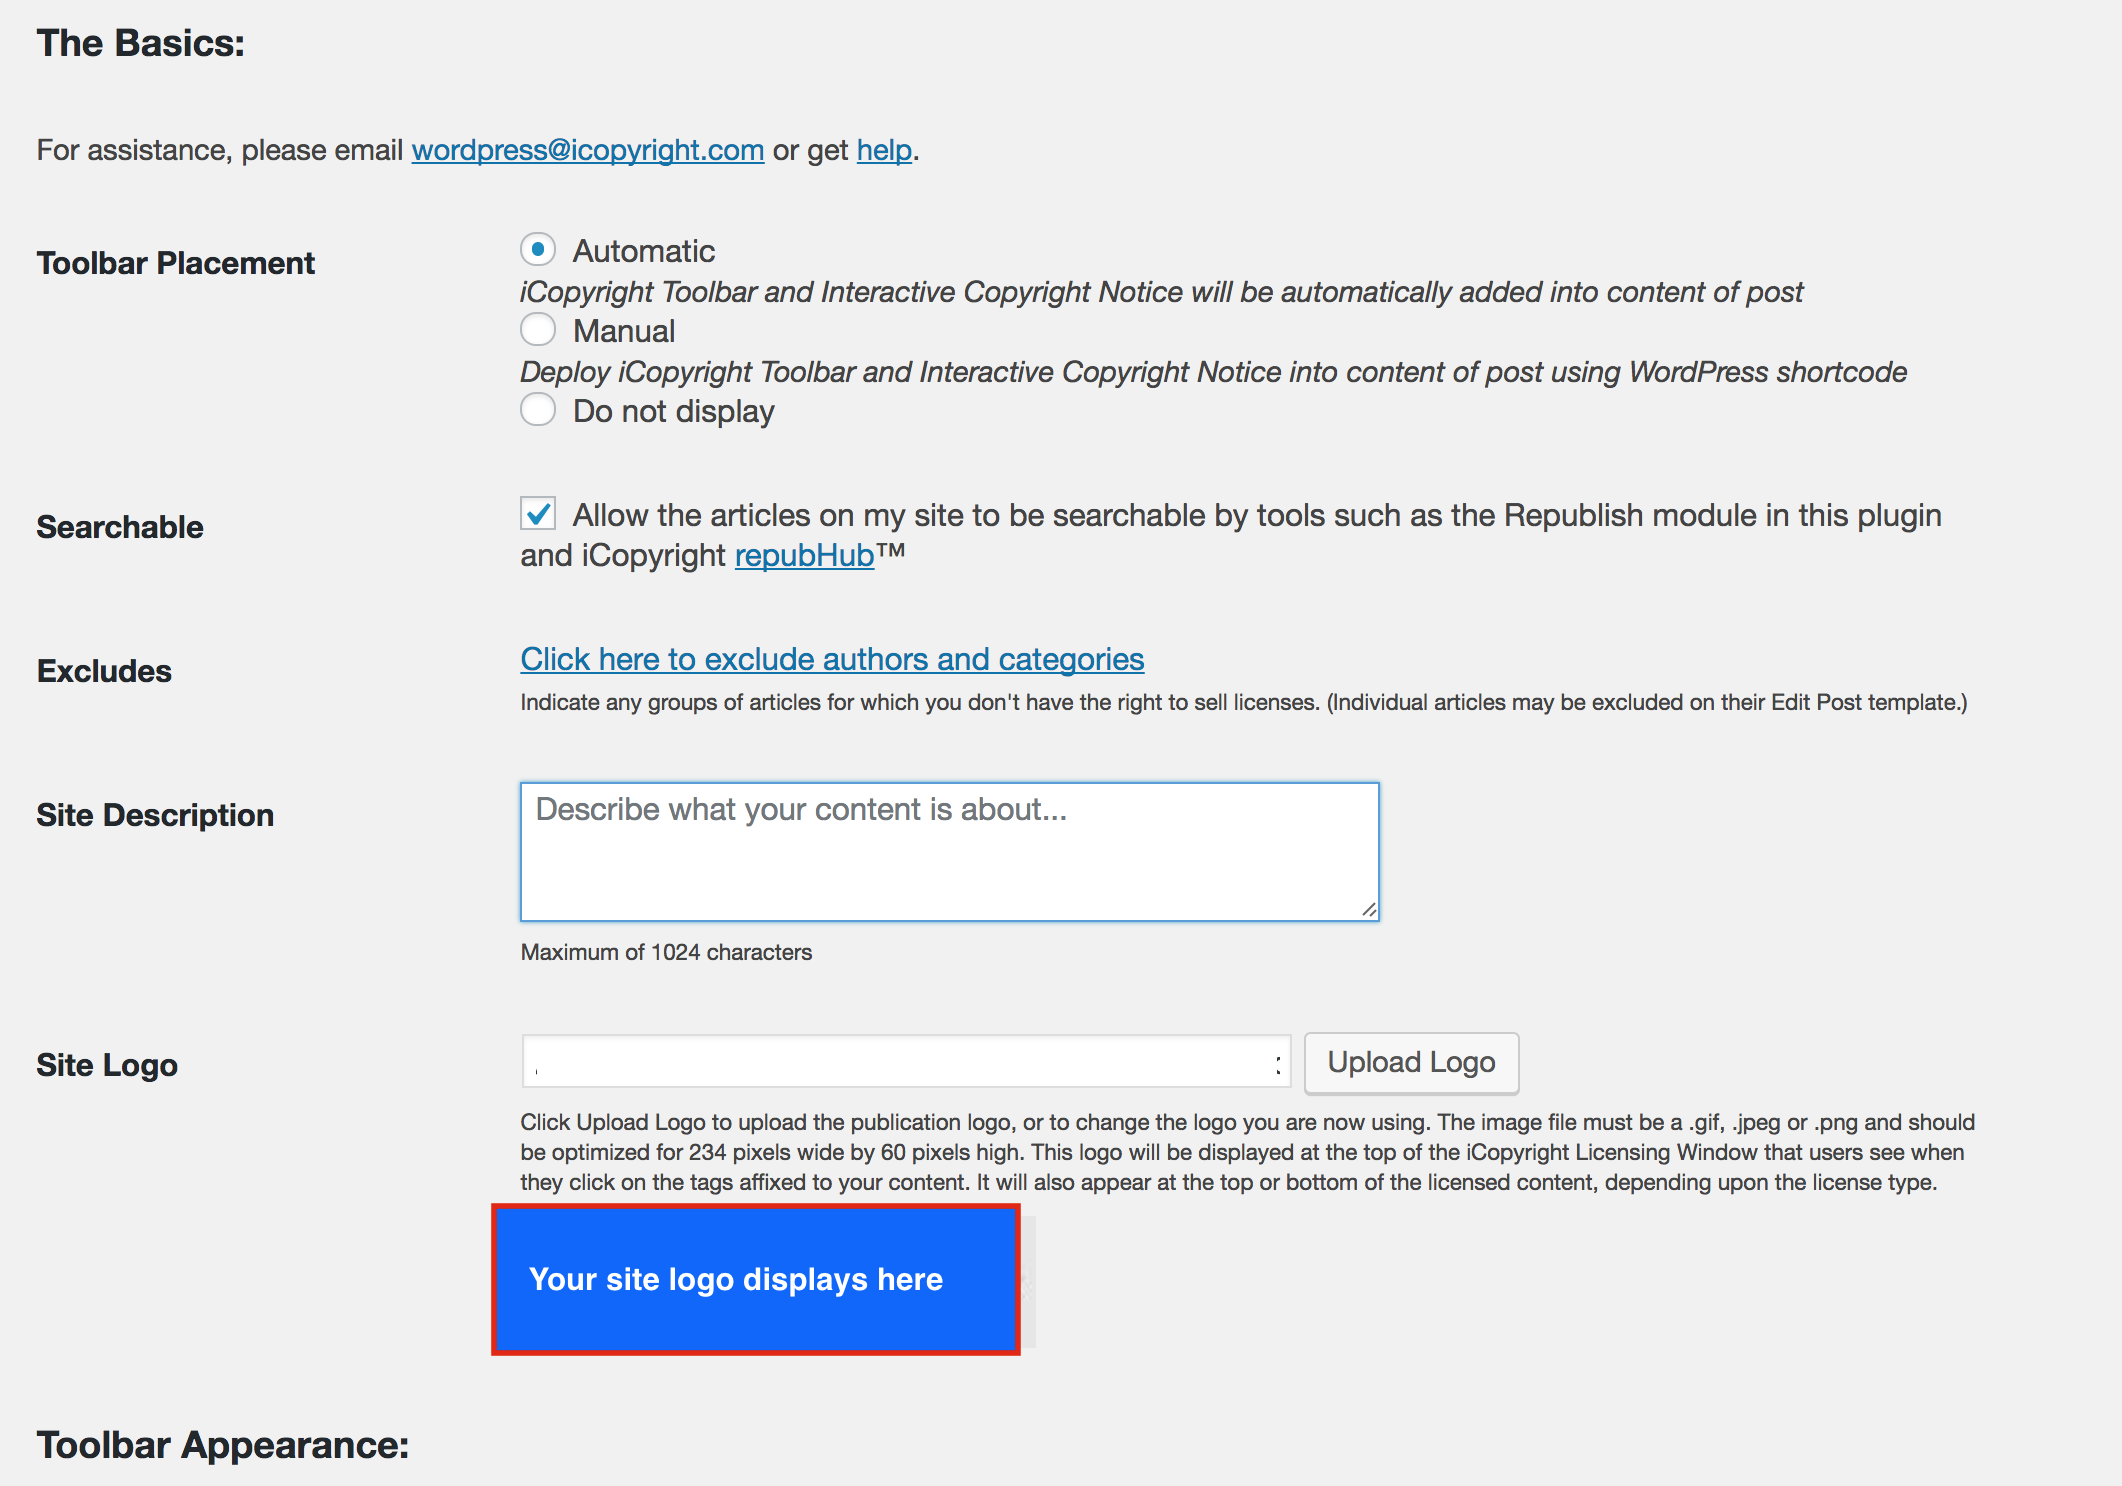 The Basics:
For assistance, please email wordpress@icopyright.com or get help.
Toolbar Placement
Automatic
iCopyright Toolbar and Interactive Copyright Notice will be automatically added into content of post
Manual
Deploy iCopyright Toolbar and Interactive Copyright Notice into content of post using WordPress shortcode
Do not display
Searchable
Allow the articles on my site to be searchable by tools such as the Republish module in this plugin
and iCopyright repubHub™
Excludes
Click here to exclude authors and categories
Indicate any groups of articles for which you don't have the right to sell licenses. (Individual articles may be excluded on their Edit Post template.)
Site Description
Describe what your content is about...
Maximum of 1024 characters
Site Logo
Upload Logo
Click Upload Logo to upload the publication logo, or to change the logo you are now using. The image file must be a .gif, .jpeg or .png and should
be optimized for 234 pixels wide by 60 pixels high. This logo will be displayed at the top of the iCopyright Licensing Window that users see when
they click on the tags affixed to your content. It will also appear at the top or bottom of the licensed content, depending upon the license type.
Your site logo displays here
Toolbar Appearance: